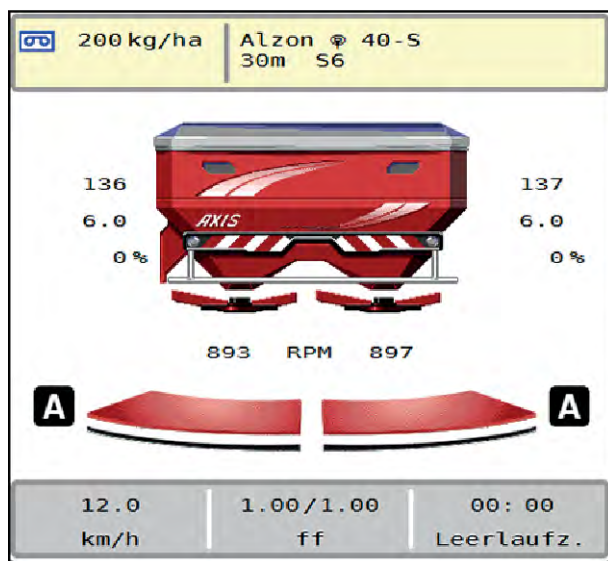 200 kg/ha
Alzon 40-S
30m S6
136
137
6.0
AXIS
6.0
0 %
0 %
893 RPM 897
A
A
12.0
1.00/1.00
00:00
km/h
ff
Leerlaufz.